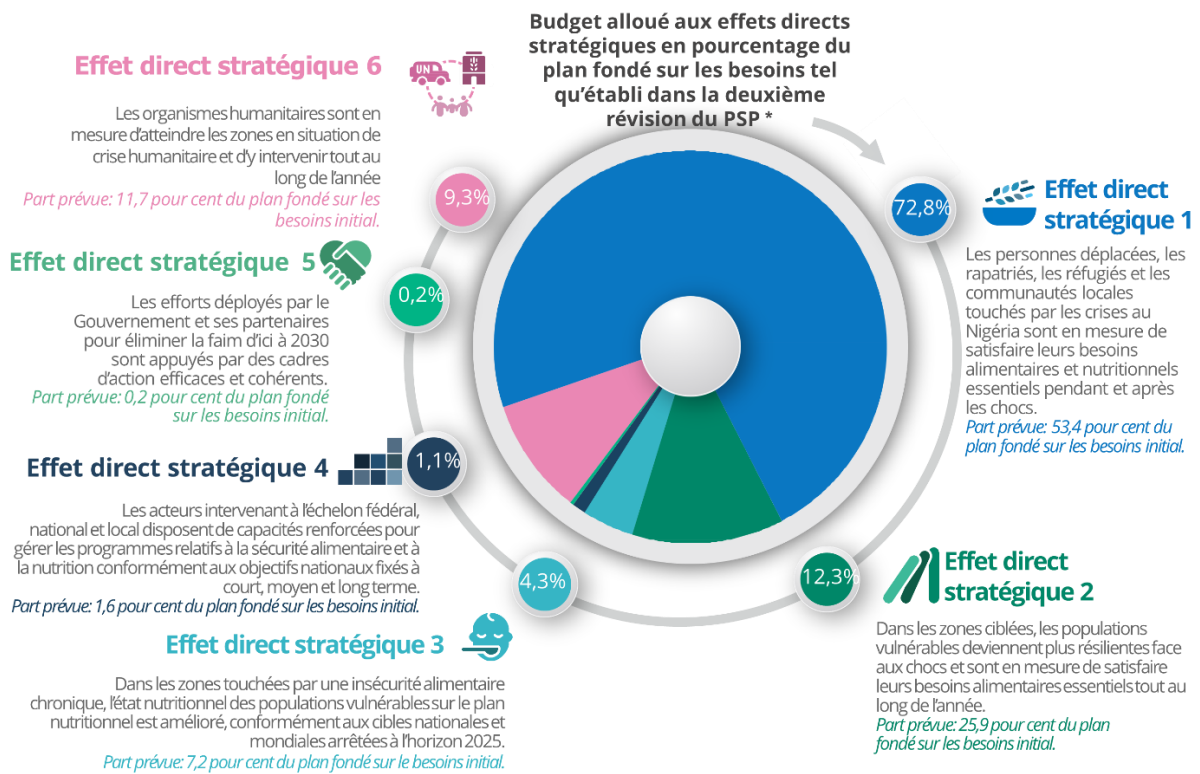 Budget alloué aux effets directs
stratégiques en pourcentage du
plan fondé sur les besoins tel
qu’établi dans la deuxième
révision du PSP *
72,8%
Effet direct
stratégique 1
Les personnes déplacées, les
rapatriés, les réfugiés et les
communautés locales
touchés par les crises au
Nigéria sont en mesure de
satisfaire leurs besoins
alimentaires et nutritionnels
essentiels pendant et après
les chocs.
Part prévue: 53,4 pour cent du
plan fondé sur les besoins initial.
12,3%
Effet direct
stratégique 2
Dans les zones ciblées, les populations
vulnérables deviennent plus résilientes face
aux chocs et sont en mesure de satisfaire
leurs besoins alimentaires essentiels tout au
long de l’année.
Part prévue: 25,9 pour cent du plan
fondé sur les besoins initial.
4,3%
Effet direct stratégique 3
Dans les zones touchées par une insécurité alimentaire
chronique, l’état nutritionnel des populations vulnérables sur le plan
nutritionnel est amélioré, conformément aux cibles nationales et
mondiales arrêtées à l’horizon 2025.
Part prévue: 7,2 pour cent du plan fondé sur le besoins initial.
1,1%
Effet direct stratégique 4
Les acteurs intervenant à l’échelon fédéral,
national et local disposent de capacités renforcées pour
gérer les programmes relatifs à la sécurité alimentaire et à
la nutrition conformément aux objectifs nationaux fixés à
court, moyen et long terme.
Part prévue: 1,6 pour cent du plan fondé sur les besoins initial.
0,2%
Effet direct stratégique 5
Les efforts déployés par le
Gouvernement et ses partenaires
pour éliminer la faim d’ici à 2030
sont appuyés par des cadres
d’action efficaces et cohérents.
Part prévue: 0,2 pour cent du plan fondé
sur les besoins initial.
9,3%
Effet direct stratégique 6
UN
Les organismes humanitaires sont en
mesure d’atteindre les zones en situation de
crise humanitaire et d’y intervenir tout au
long de l’année
Part prévue: 11,7 pour cent du plan fondé sur les
besoins initial.